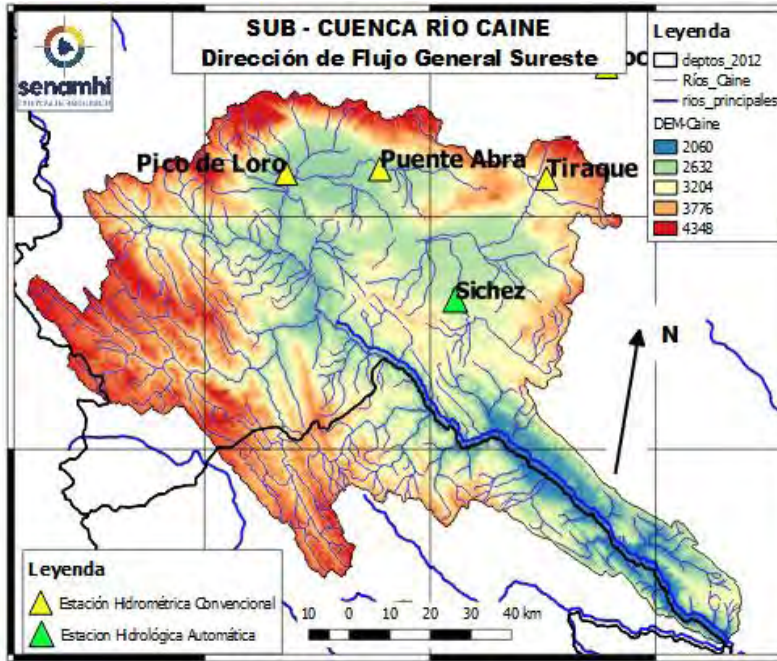 SUB - CUENCA RÍO CAINE
Dirección de Flujo General Sureste
senamhi
Leyenda
deptos_2012
Ríos_Caine
rios_principales
DEM-Caine
2060
2632
3204
3776
4348
Pico de Loro
Puente Abra
Tiraque
Sichez
N
Leyenda
Estación Hidrométrica Convencional
Estacion Hidrológica Automática
10 0 10 20 30 40 km